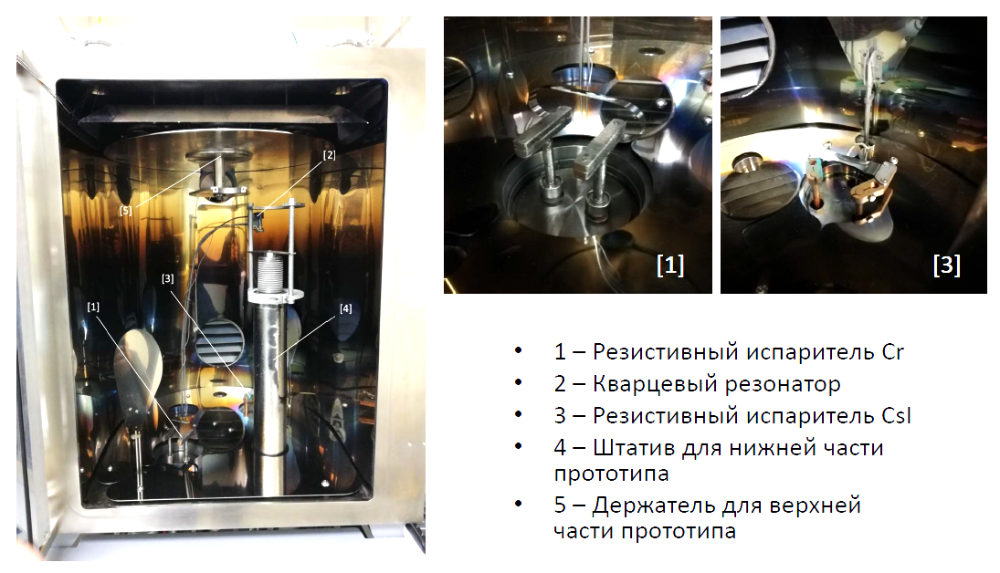 [2]
[5]
[3]
[1]
[4]
[1]
[3]
• 1 – Резистивный испаритель Cr
• 2 – Кварцевый резонатор
• 3 – Резистивный испаритель CsI
• 4 – Штатив для нижней части
прототипа
• 5 – Держатель для верхней
части прототипа